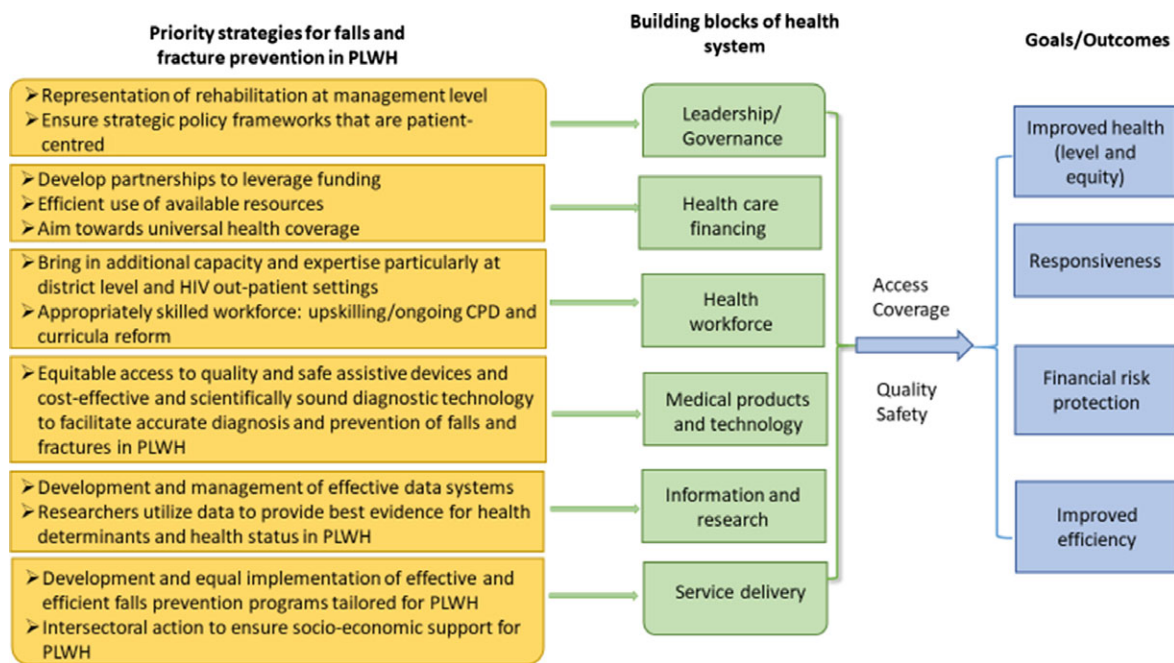 Priority strategies for falls and
fracture prevention in PLWH
Building blocks of health
system
Goals/Outcomes
➢Representation of rehabilitation at management level
➢Ensure strategic policy frameworks that are patient-
centred
Leadership/
Governance
➢Develop partnerships to leverage funding
➢Efficient use of available resources
➢Aim towards universal health coverage
Health care
financing
➢Bring in additional capacity and expertise particularly at
district level and HIV out-patient settings
➢Appropriately skilled workforce: upskilling/ongoing CPD and
curricula reform
Health
workforce
➢Equitable access to quality and safe assistive devices and
cost-effective and scientifically sound diagnostic technology
to facilitate accurate diagnosis and prevention of falls and
fractures in PLWH
Medical products
and technology
➢Development and management of effective data systems
➢Researchers utilize data to provide best evidence for health
determinants and health status in PLWH
Information and
research
➢Development and equal implementation of effective and
efficient falls prevention programs tailored for PLWH
➢Intersectoral action to ensure socio-economic support for
PLWH
Service delivery
Access
Coverage
Quality
Safety
Improved health
(level and
equity)
Responsiveness
Financial risk
protection
Improved
efficiency